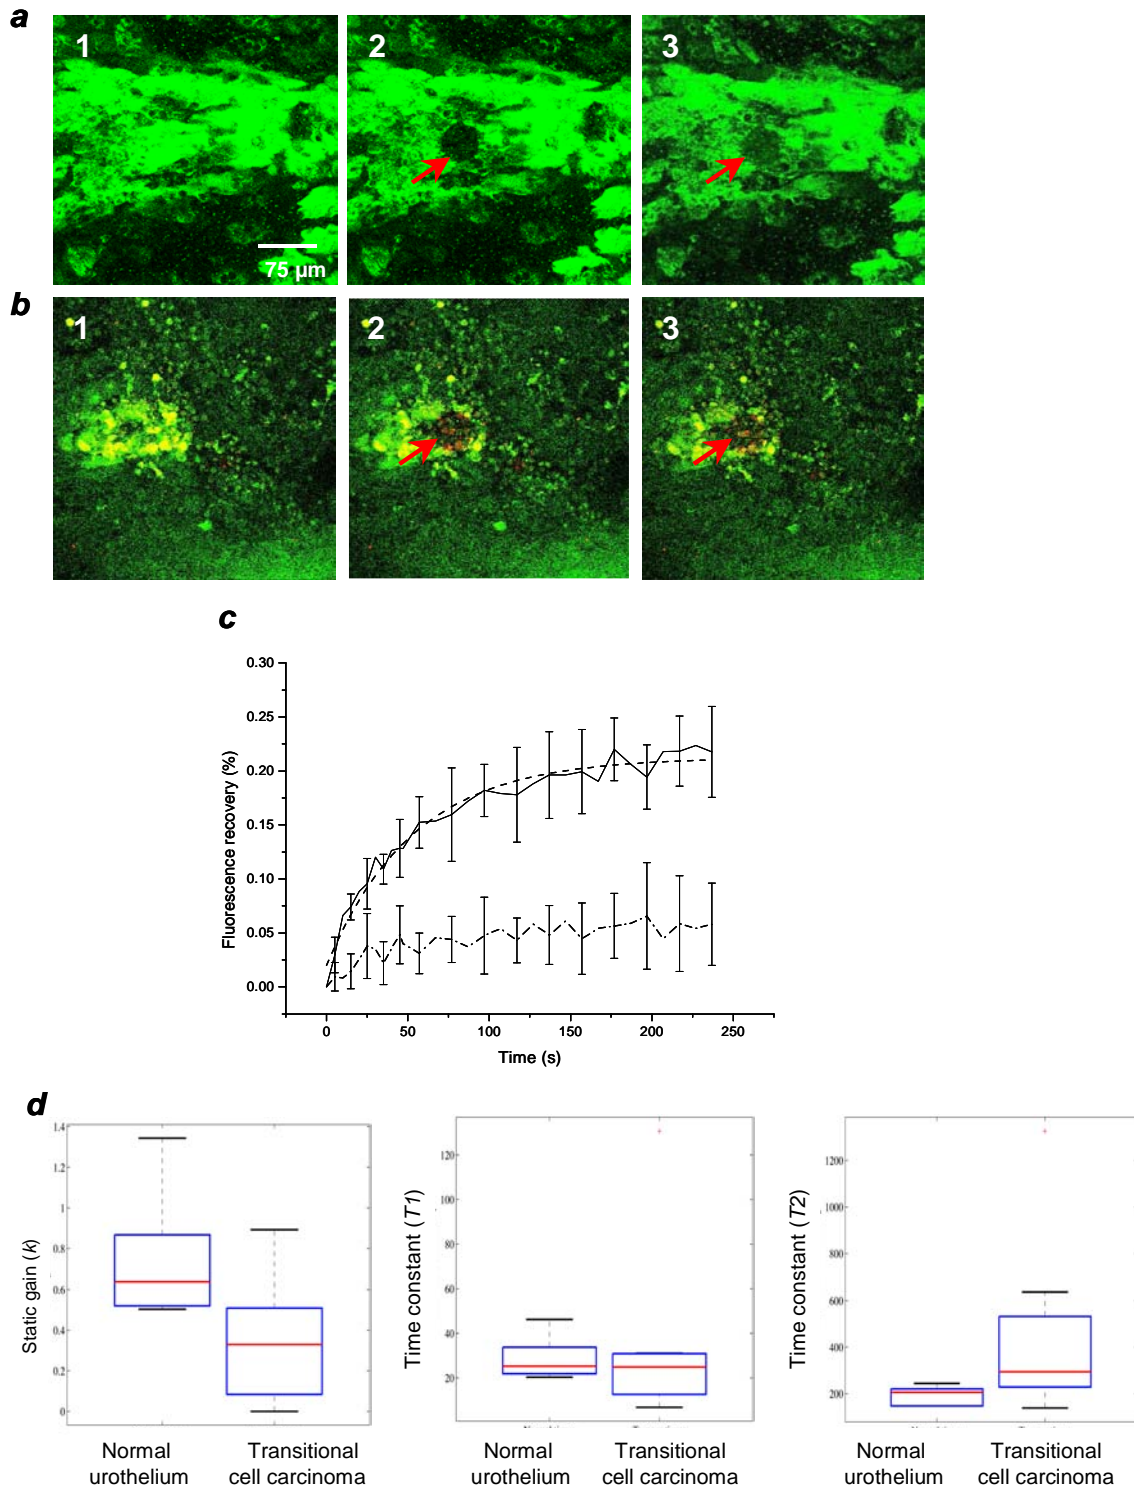 a
1
2
3
75 µm
b
1
2
3
c
0.30
0.25
0.20
0.15
0.10
0.05
0.00
Fluorescence recovery (%)
0
50
100
150
200
250
Time (s)
d
1.4
1.2
1
0.8
0.6
0.4
0.2
0
Static gain (k)
Normal
urothelium
Transitional
cell carcinoma
120
100
80
60
40
20
Time constant (T1)
Normal
urothelium
Transitional
cell carcinoma
1200
1000
800
600
400
200
Time constant (T2)
Normal
urothelium
Transitional
cell carcinoma